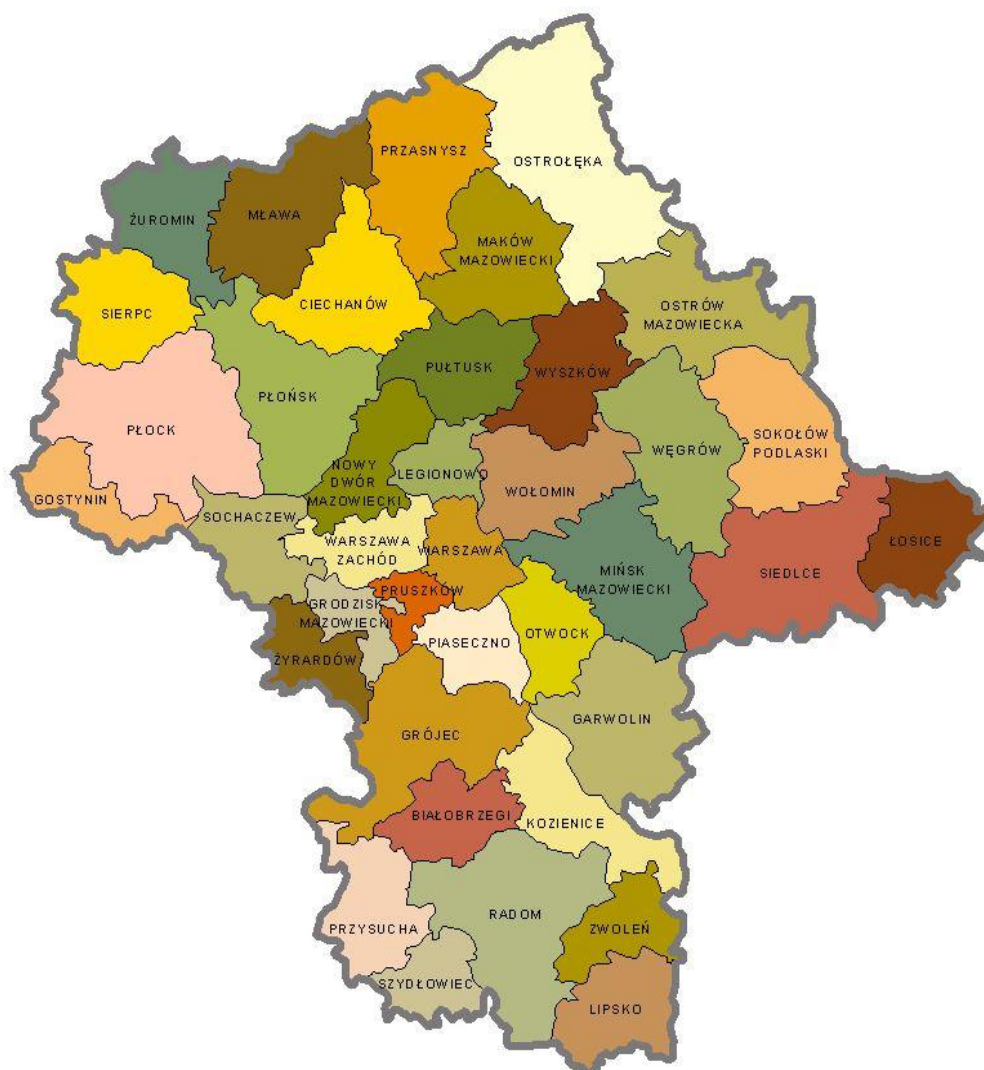 PRZASNYSZ
OSTROŁĘKA
ŻUROMIN
MŁAWA
MAKÓW
MAZOWIECKI
SIERPC
CIECHANÓW
OSTRÓW
MAZOWIECKA
PŁOCK
PŁOŃSK
PUŁTUSK
WYSZKÓW
WĘGRÓW
SOKOŁÓW
PODLASKI
GOSTYNIN
NOWY
DWÓR
MAZOWIECKI
LEGIONOWO
WOŁOMIN
SOCHACZEW
WARSZAWA
ZACHÓD
WARSZAWA
MIŃSK
MAZOWIECKI
SIEDLCE
ŁOSICE
GRODZISK
MAZOWIECKI
PRUSZKÓW
PIASECZNO
OTWOCK
ŻYRARDÓW
GARWOLIN
GRÓJEC
BIAŁOBRZEGI
KOZIENICE
PRZYSUCHA
RADOM
ZWOLEŃ
SZYDŁOWIEC
LIPSKO